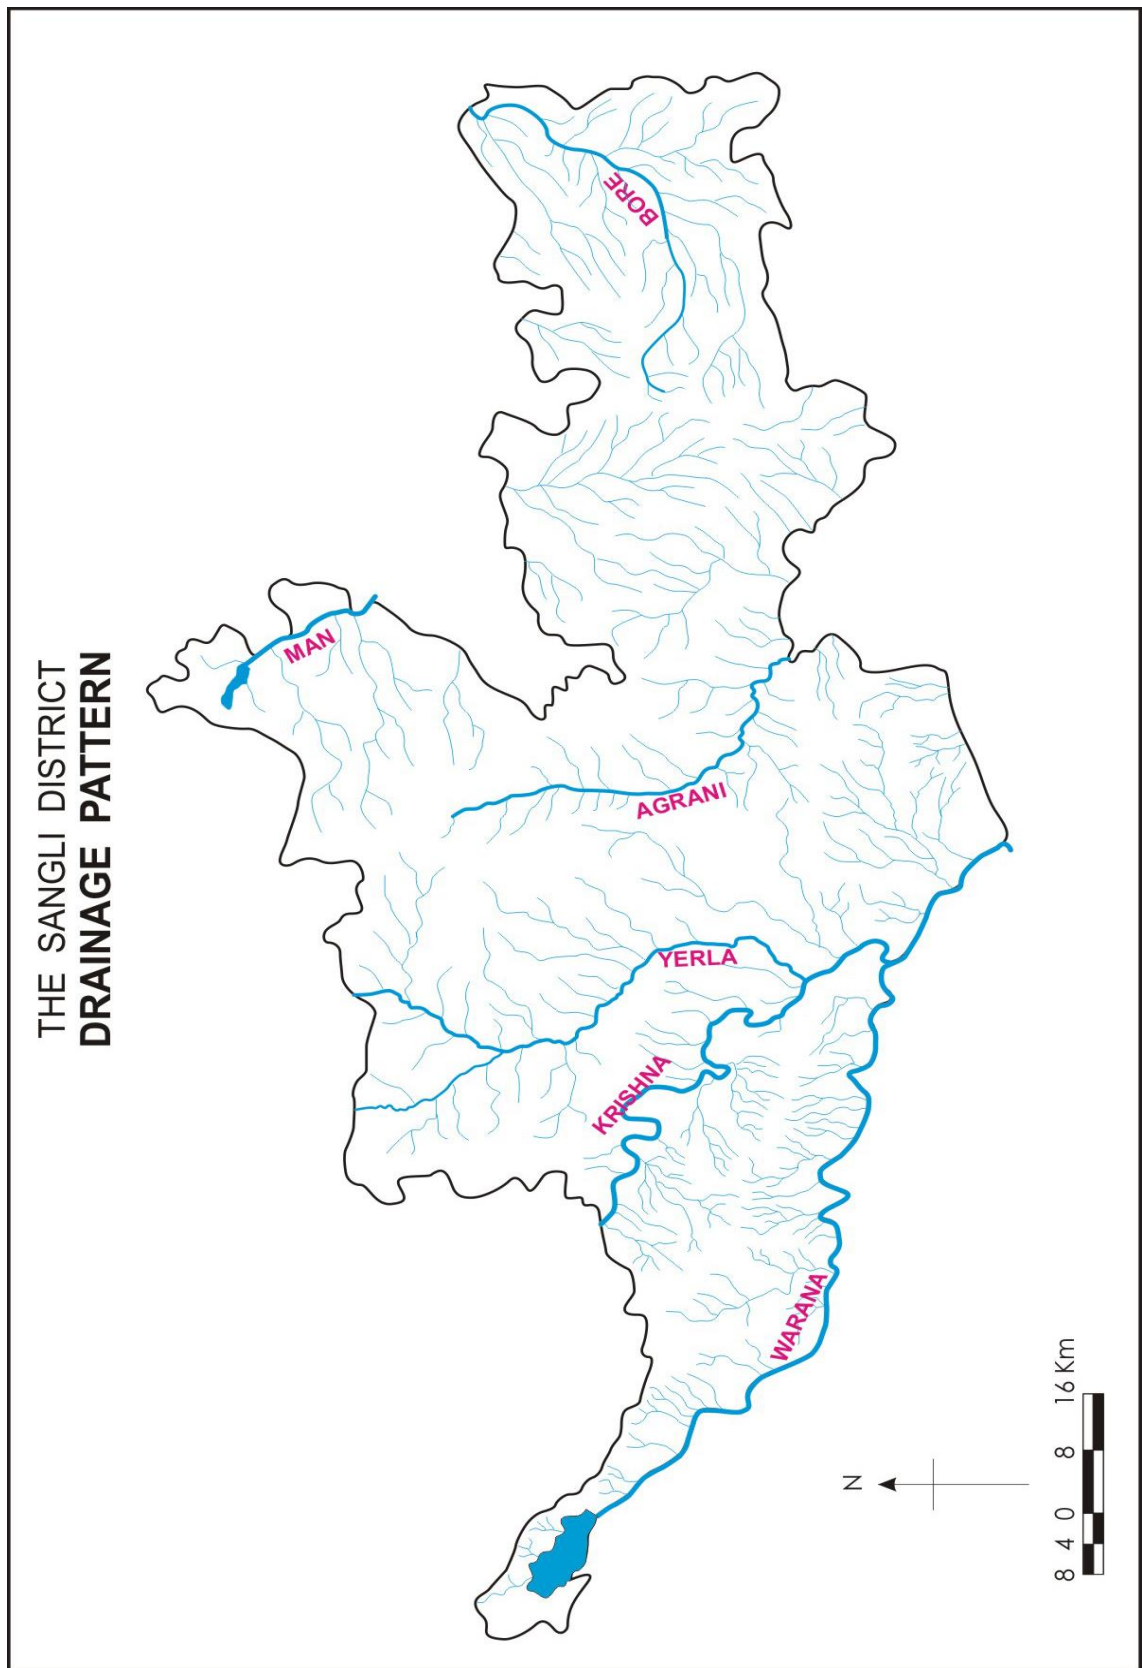 THE SANGLI DISTRICT
DRAINAGE PATTERN
MAN
BORE
AGRANI
YERLA
KRISHNA
WARANA
N
8 4 0 8 16 Km